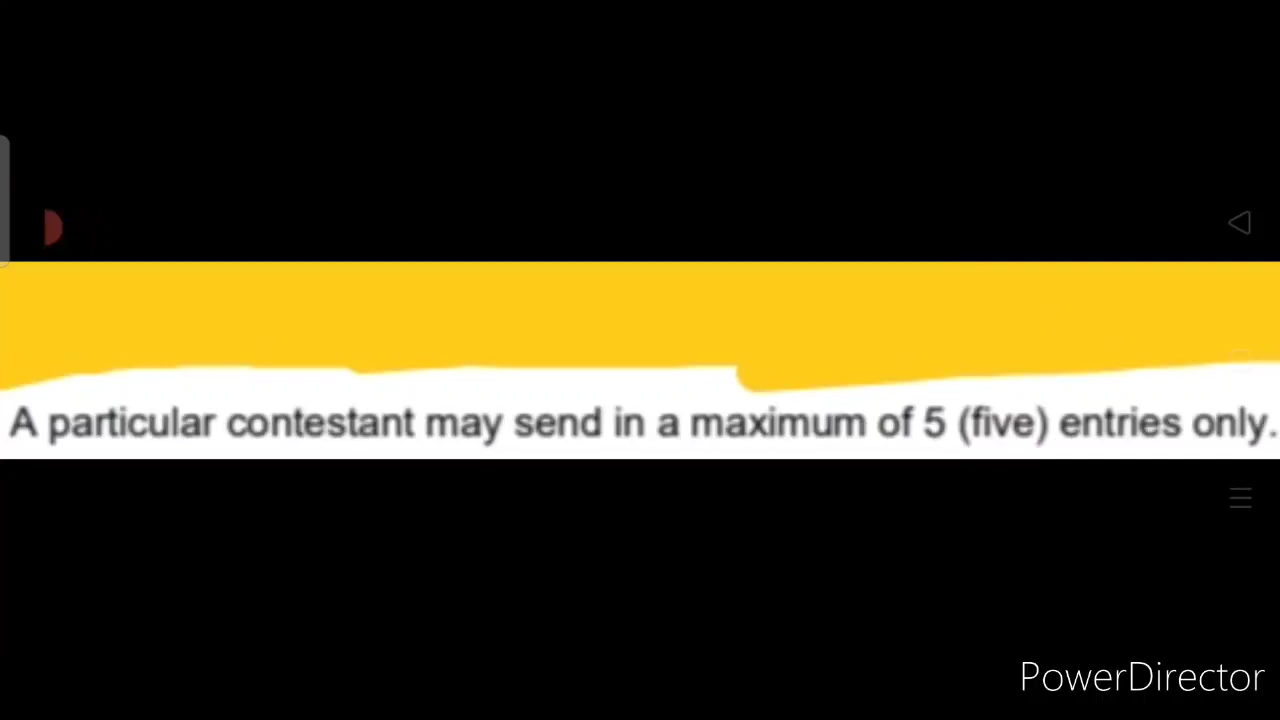 A particular contestant may send in a maximum of 5 (five) entries only.
PowerDirector